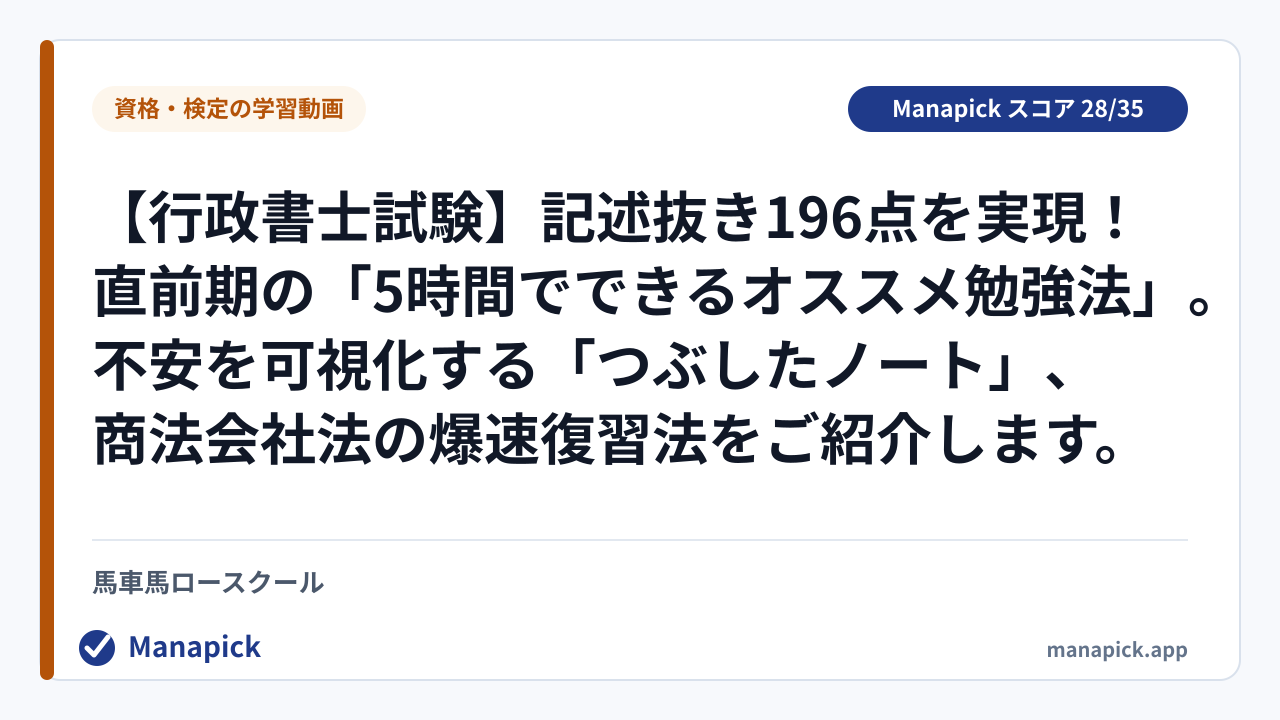 資格・検定の学習動画
Manapick スコア 28/35
【行政書士試験】記述抜き196点を実現！
直前期の「5時間でできるオススメ勉強法」。
不安を可視化する「つぶしたノート」、
商法会社法の爆速復習法をご紹介します。
馬車馬ロースクール
Manapick
manapick.app